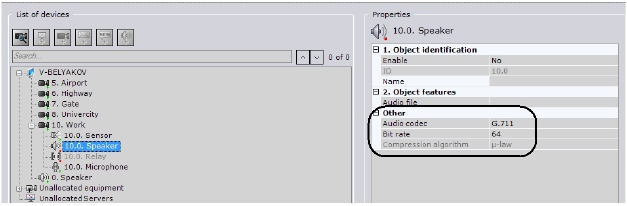 List of devices
Search...
0 of 0
V-BELYAKOV
5. Airport
6. Highway
7. Gate
8. Univercity
10. Work
10.0. Sensor
10.0. Speaker
10.0. Relay
10.0. Microphone
0. Speaker
Unallocated equipment
Unallocated Servers
Properties
10.0. Speaker
1. Object identification
Enable No
ID 10.0
Name
2. Object features
Audio file
Other
Audio codec G.711
Bit rate 64
Compression algorithm μ-law